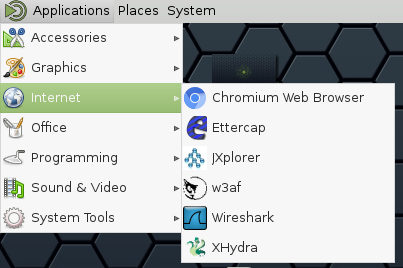 Applications Places System
Accessories
Graphics
Internet
Office
Programming
Sound & Video
System Tools
Chromium Web Browser
Ettercap
JXplorer
w3af
Wireshark
XHydra